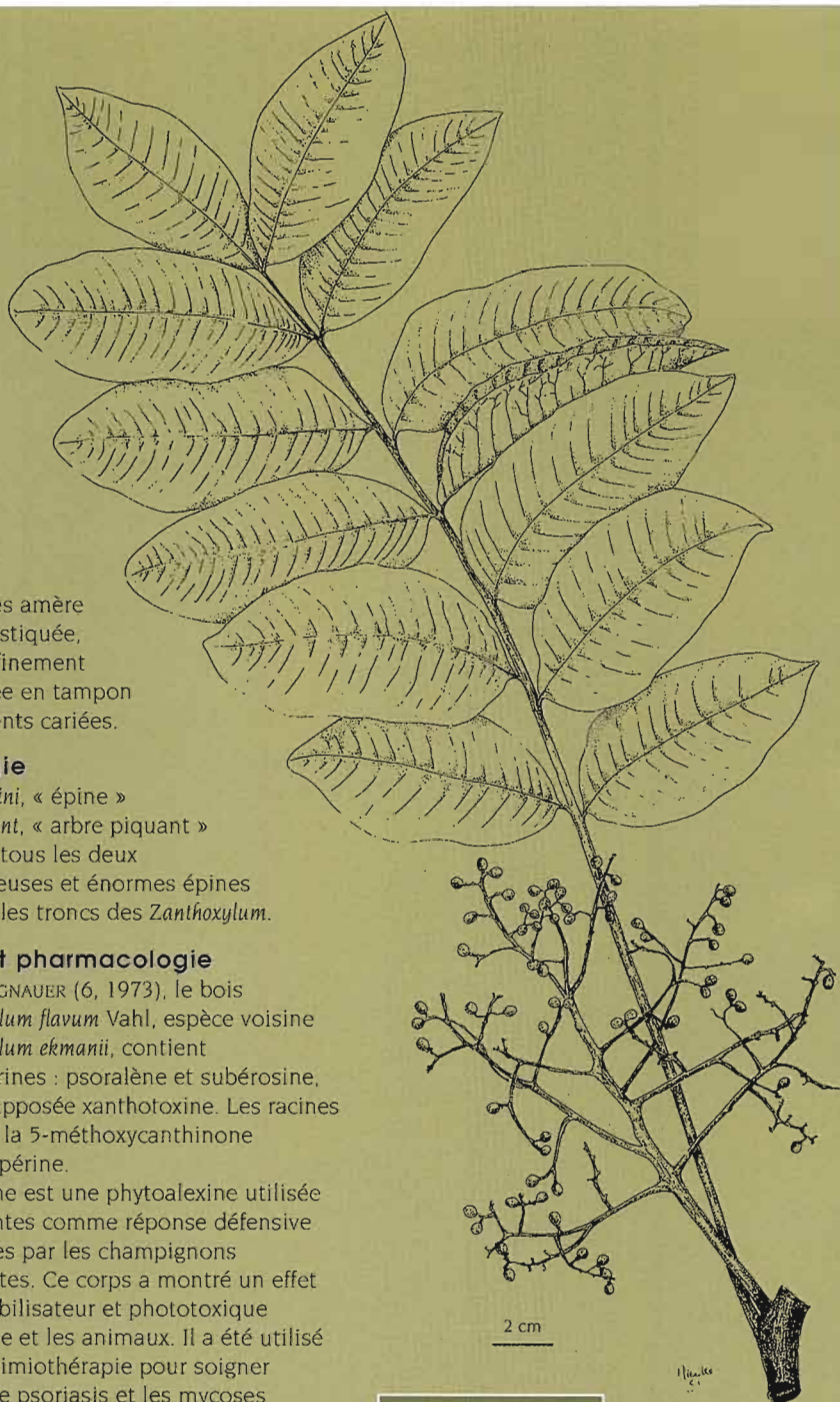 ès amère
stiquée,
finement
ée en tampon
ents cariées.
ie
ini, « épine »
nt, « arbre piquant »
tous les deux
euses et énormes épines
les troncs des Zanthoxylum.
t pharmacologie
GNAUER (6, 1973), le bois
lum flavum Vahl, espèce voisine
lum ekmanii, contient
rines : psoralène et subérosine,
pposée xanthotoxine. Les racines
la 5-méthoxycanthinone
périne.
ne est une phytoalexine utilisée
ntes comme réponse défensive
es par les champignons
tes. Ce corps a montré un effet
bilisateur et phototoxique
e et les animaux. Il a été utilisé
imiothérapie pour soigner
e psoriasis et les mycoses
2 cm